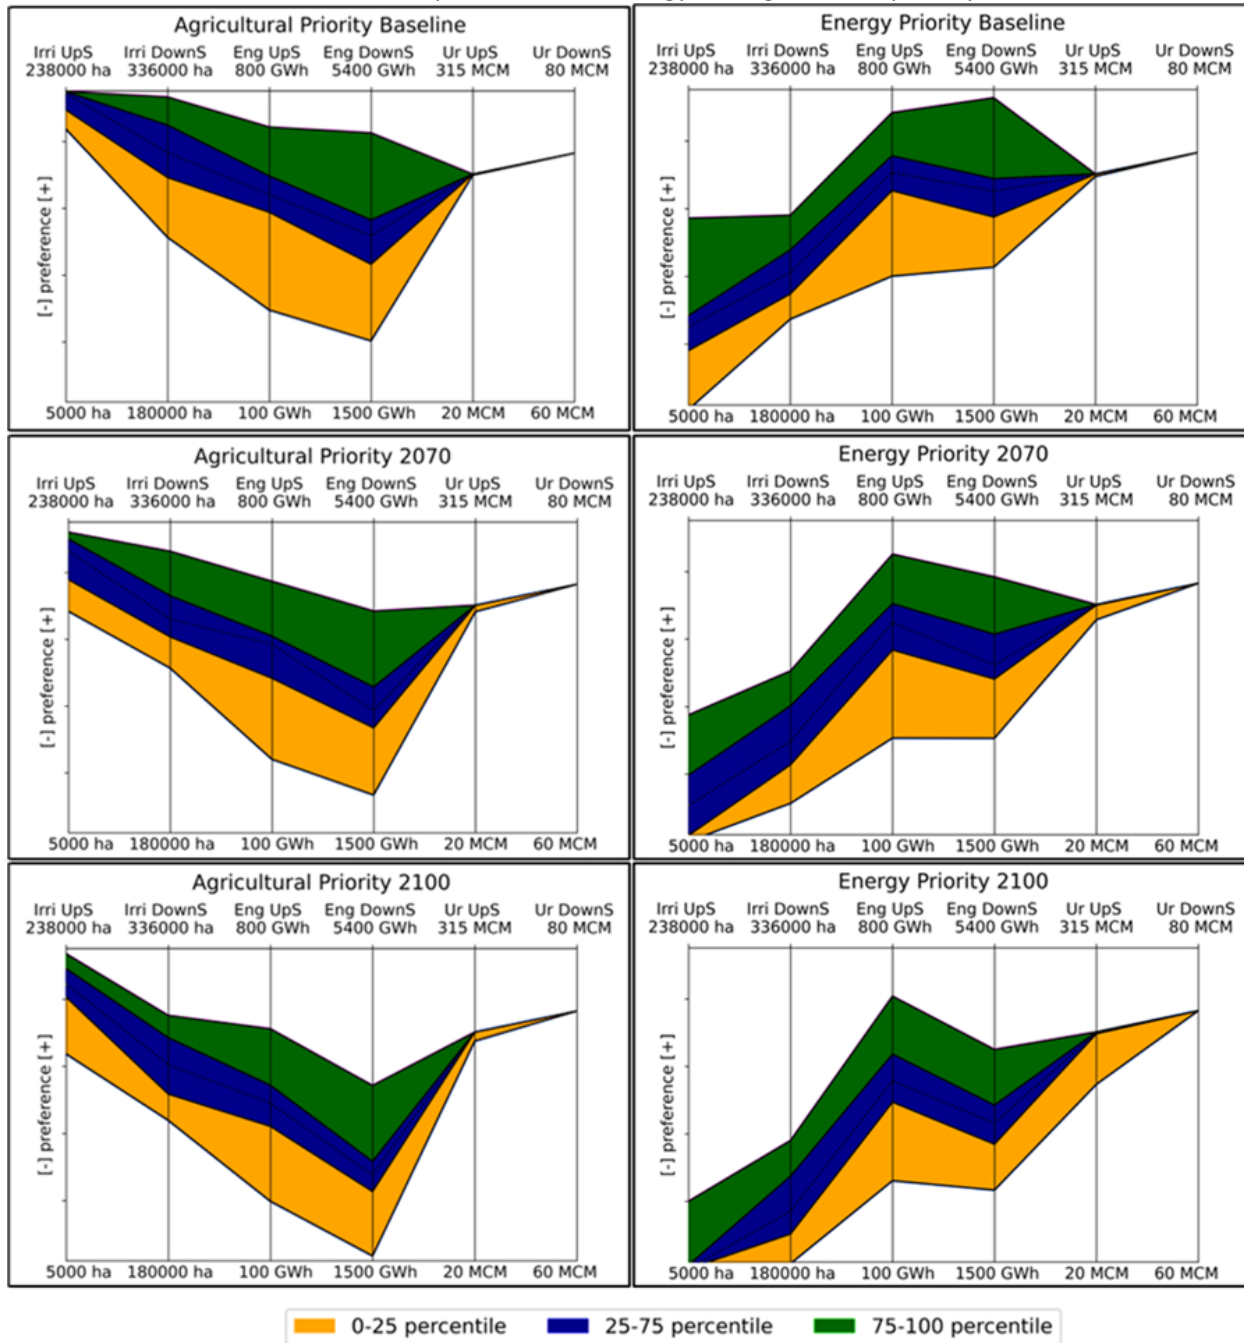 Agricultural Priority Baseline
Irri UpS Irri DownS Eng UpS Eng DownS Ur UpS Ur DownS
238000 ha 336000 ha 800 GWh 5400 GWh 315 MCM 80 MCM
[-] preference [+]
5000 ha 180000 ha 100 GWh 1500 GWh 20 MCM 60 MCM
Energy Priority Baseline
Irri UpS Irri DownS Eng UpS Eng DownS Ur UpS Ur DownS
238000 ha 336000 ha 800 GWh 5400 GWh 315 MCM 80 MCM
[-] preference [+]
5000 ha 180000 ha 100 GWh 1500 GWh 20 MCM 60 MCM
Agricultural Priority 2070
Irri UpS Irri DownS Eng UpS Eng DownS Ur UpS Ur DownS
238000 ha 336000 ha 800 GWh 5400 GWh 315 MCM 80 MCM
[-] preference [+]
5000 ha 180000 ha 100 GWh 1500 GWh 20 MCM 60 MCM
Energy Priority 2070
Irri UpS Irri DownS Eng UpS Eng DownS Ur UpS Ur DownS
238000 ha 336000 ha 800 GWh 5400 GWh 315 MCM 80 MCM
[-] preference [+]
5000 ha 180000 ha 100 GWh 1500 GWh 20 MCM 60 MCM
Agricultural Priority 2100
Irri UpS Irri DownS Eng UpS Eng DownS Ur UpS Ur DownS
238000 ha 336000 ha 800 GWh 5400 GWh 315 MCM 80 MCM
[-] preference [+]
5000 ha 180000 ha 100 GWh 1500 GWh 20 MCM 60 MCM
Energy Priority 2100
Irri UpS Irri DownS Eng UpS Eng DownS Ur UpS Ur DownS
238000 ha 336000 ha 800 GWh 5400 GWh 315 MCM 80 MCM
[-] preference [+]
5000 ha 180000 ha 100 GWh 1500 GWh 20 MCM 60 MCM
0-25 percentile 25-75 percentile 75-100 percentile